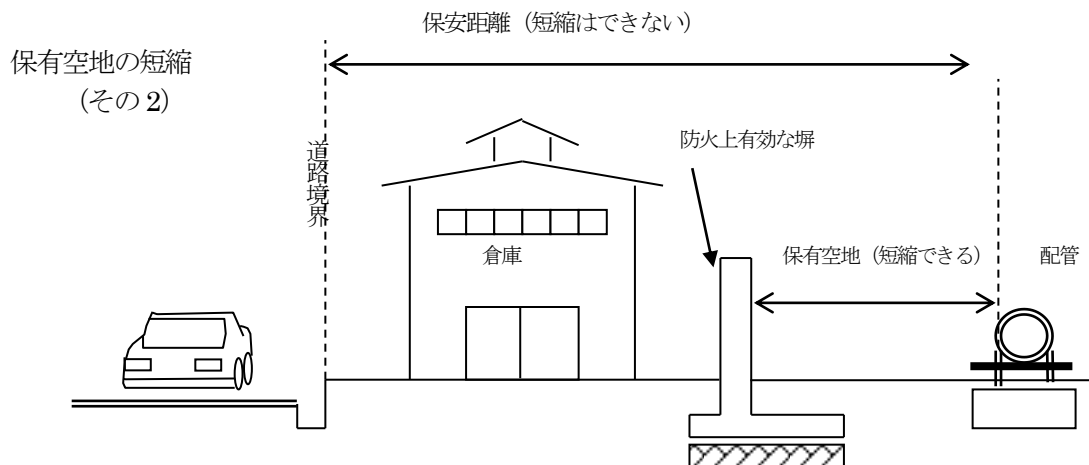 保安距離（短縮はできない）
保有空地の短縮
（その2）
道路境界
防火上有効な塀
倉庫
保有空地（短縮できる）
配管